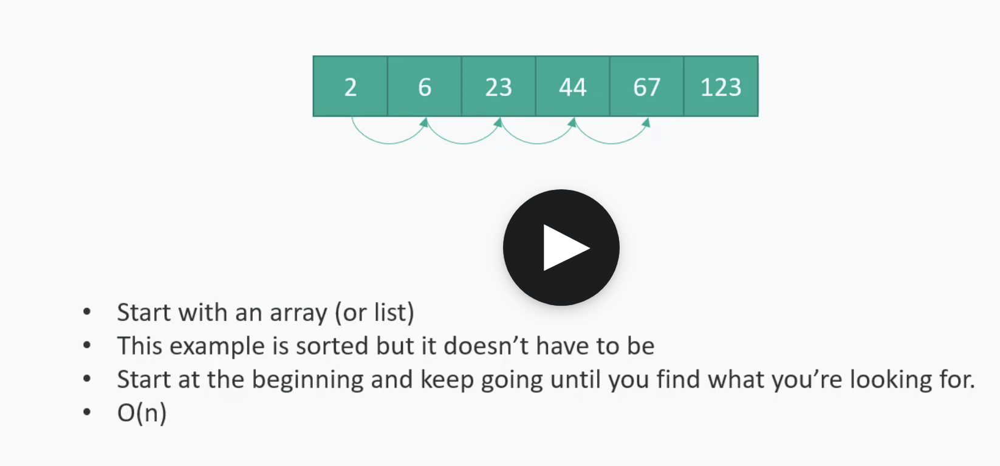 2 6 23 44 67 123
• Start with an array (or list)
• This example is sorted but it doesn’t have to be
• Start at the beginning and keep going until you find what you’re looking for.
• O(n)